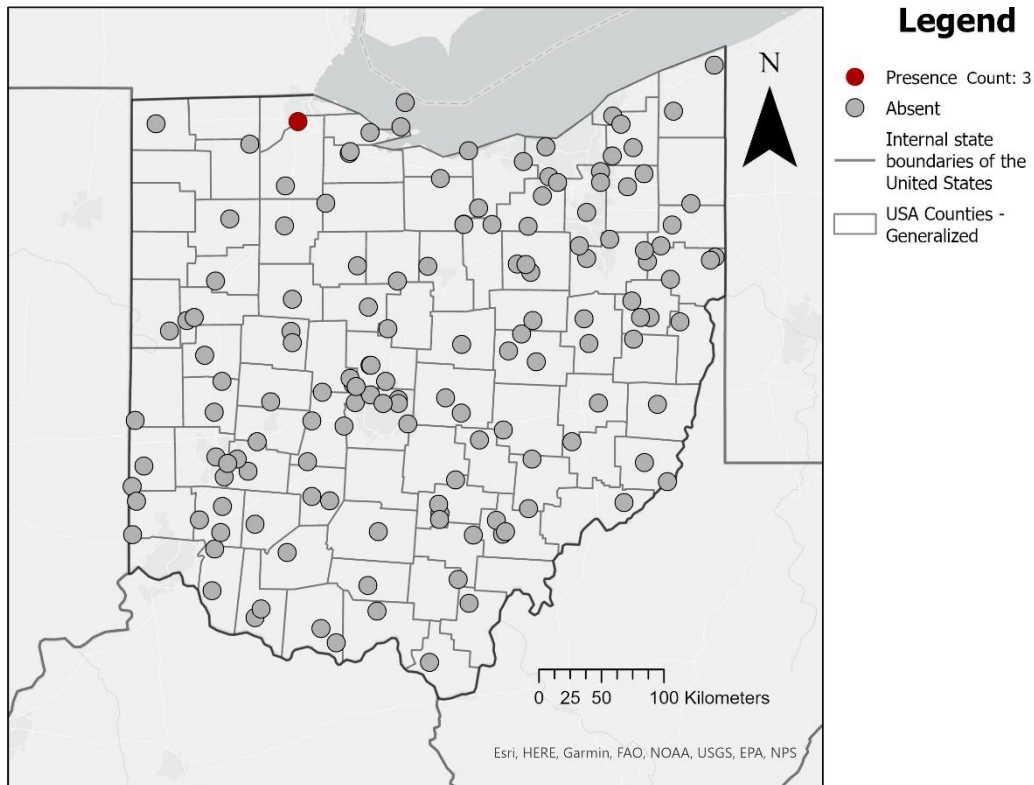 Legend
Presence Count: 3
Absent
Internal state
boundaries of the
United States
USA Counties -
Generalized
N
0 25 50 100 Kilometers
Esri, HERE, Garmin, FAO, NOAA, USGS, EPA, NPS